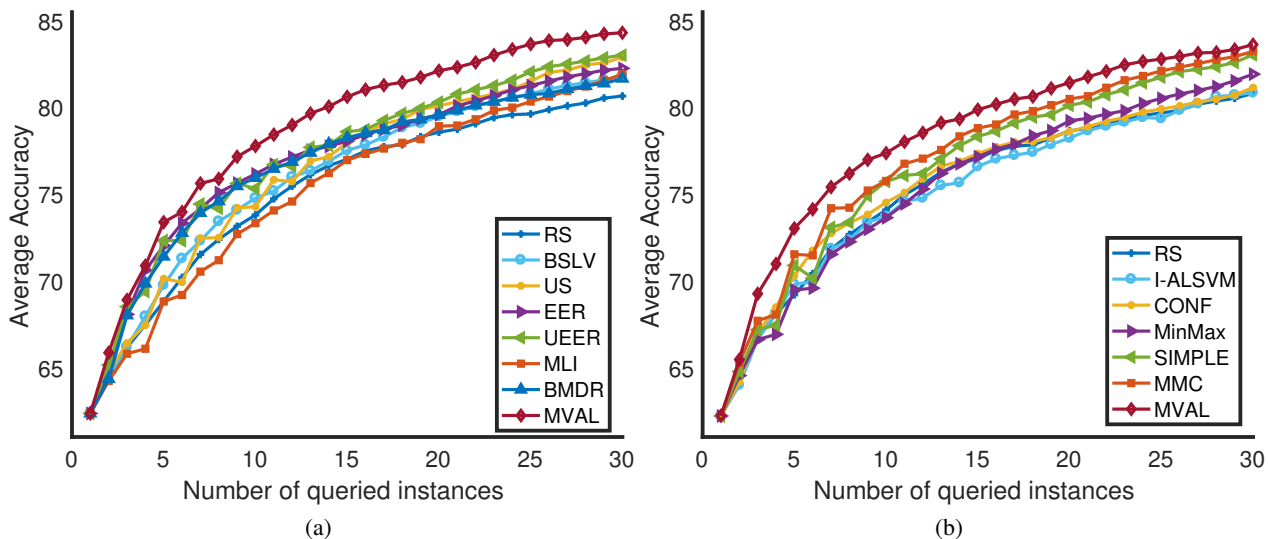 85
80
75
70
65
Average Accuracy
0 5 10 15 20 25 30
Number of queried instances
RS
BSLV
US
EER
UEER
MLI
BMDR
MVAL
(a)
85
80
75
70
65
Average Accuracy
0 5 10 15 20 25 30
Number of queried instances
RS
I-ALSVM
CONF
MinMax
SIMPLE
MMC
MVAL
(b)